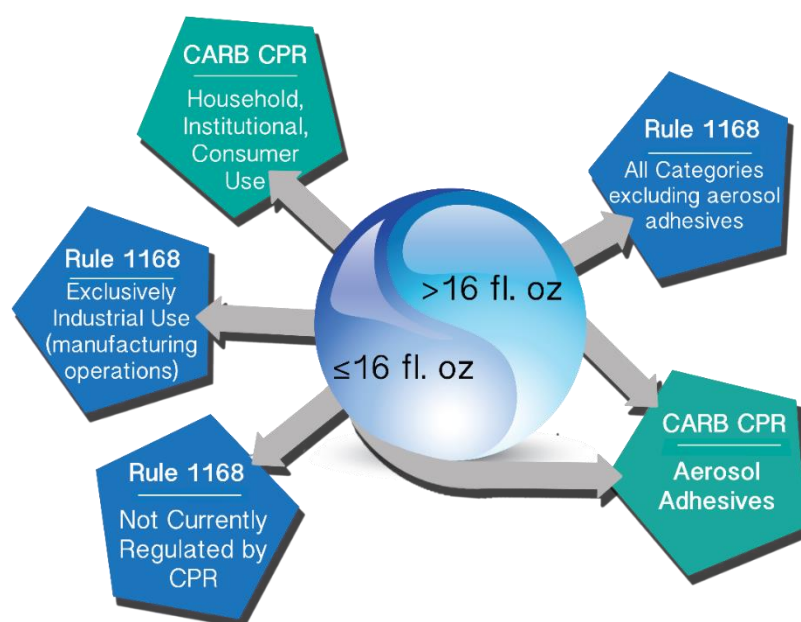 CARB CPR
Household,
Institutional,
Consumer
Use
Rule 1168
All Categories
excluding aerosol
adhesives
Rule 1168
Exclusively
Industrial Use
(manufacturing
operations)
>16 fl. oz
≤16 fl. oz
Rule 1168
Not Currently
Regulated by
CPR
CARB CPR
Aerosol
Adhesives